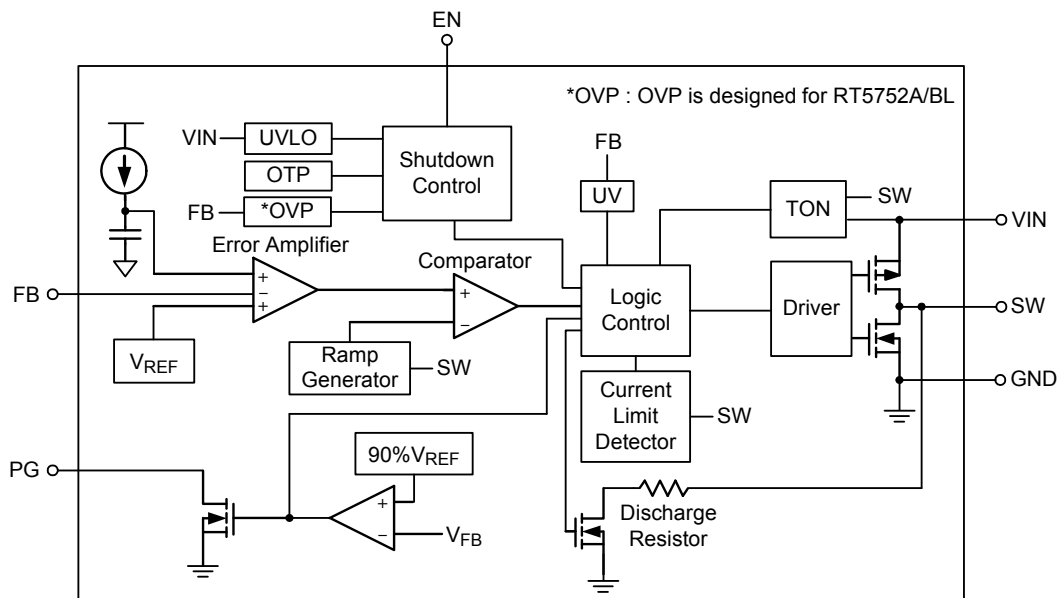 EN
*OVP : OVP is designed for RT5752A/BL
VIN
UVLO
OTP
FB
*OVP
Shutdown
Control
FB
UV
TON
SW
VIN
Error Amplifier
Comparator
FB
+
−
+
VREF
+
−
Ramp
Generator
SW
Logic
Control
Driver
SW
GND
Current
Limit
Detector
SW
PG
90%VREF
+
−
VFB
Discharge
Resistor